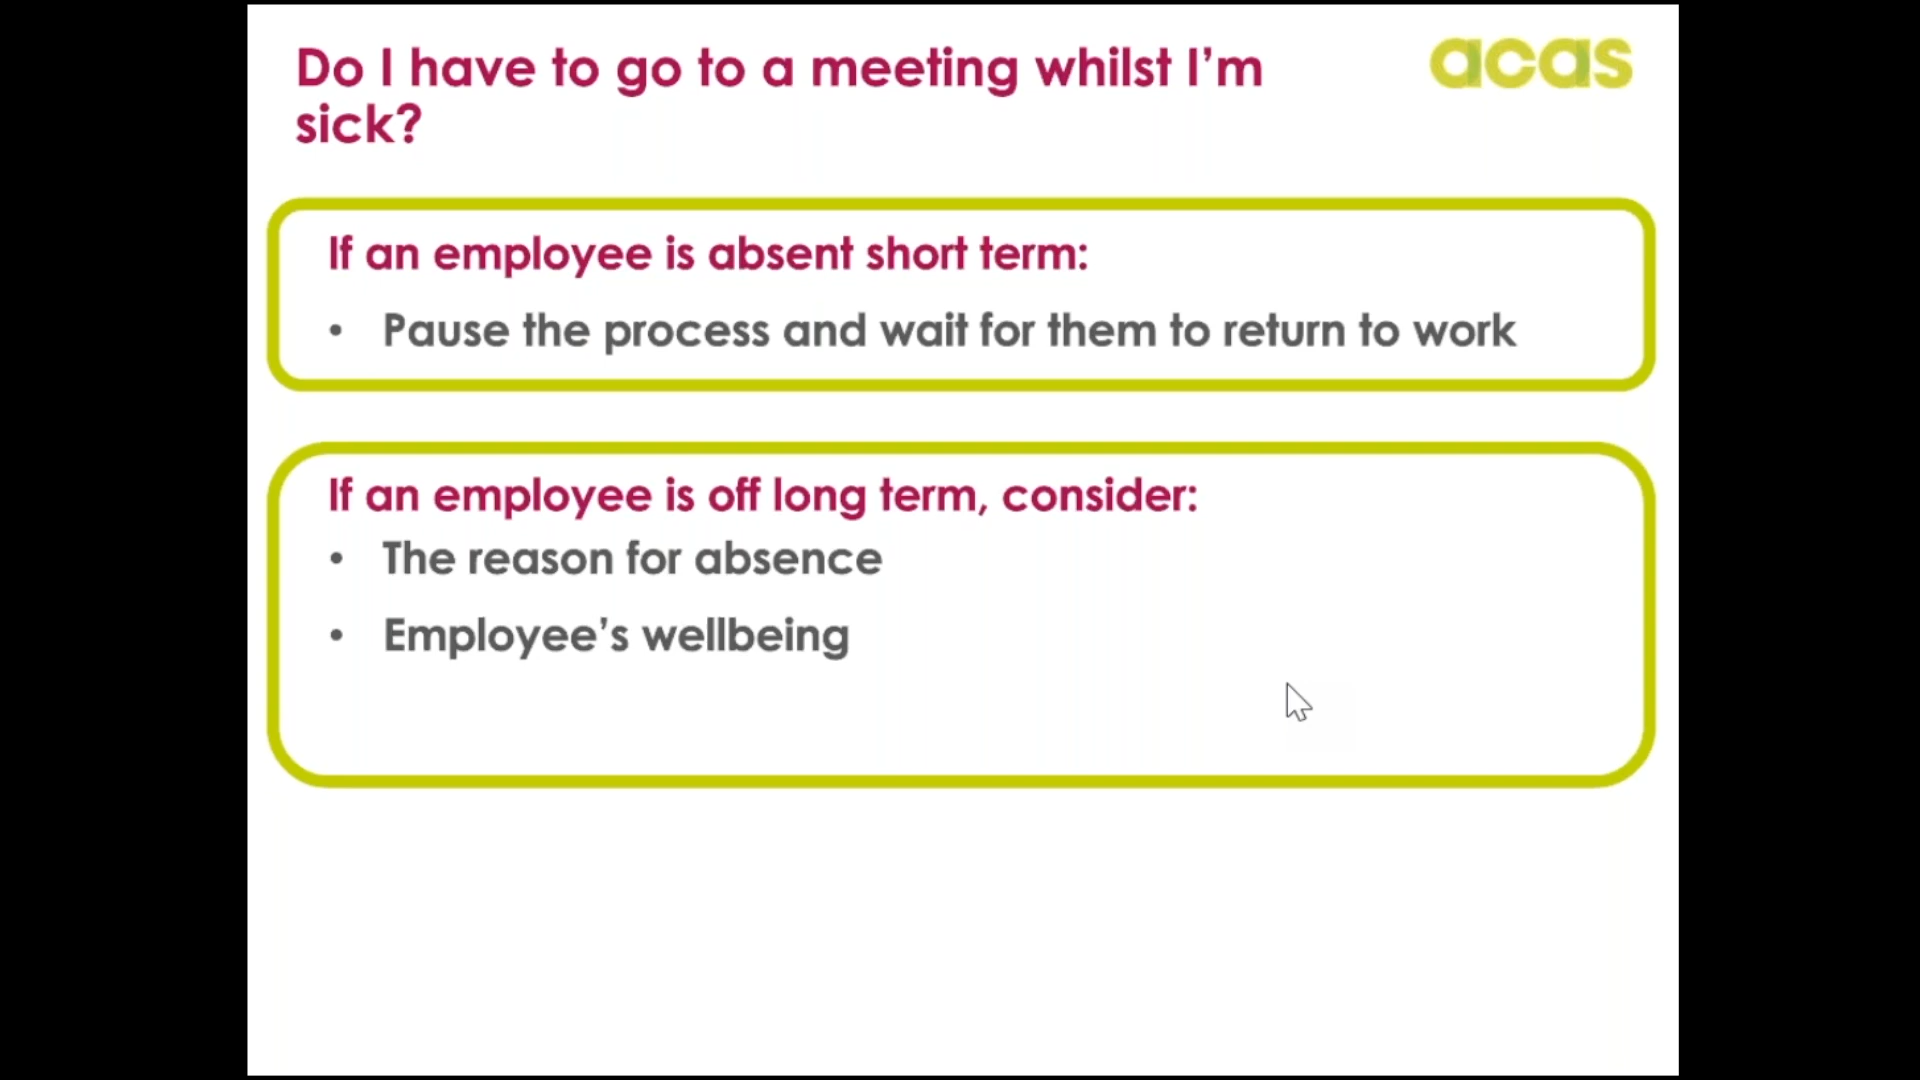 Do I have to go to a meeting whilst I’m
sick?
acas
If an employee is absent short term:
• Pause the process and wait for them to return to work
If an employee is off long term, consider:
• The reason for absence
• Employee’s wellbeing